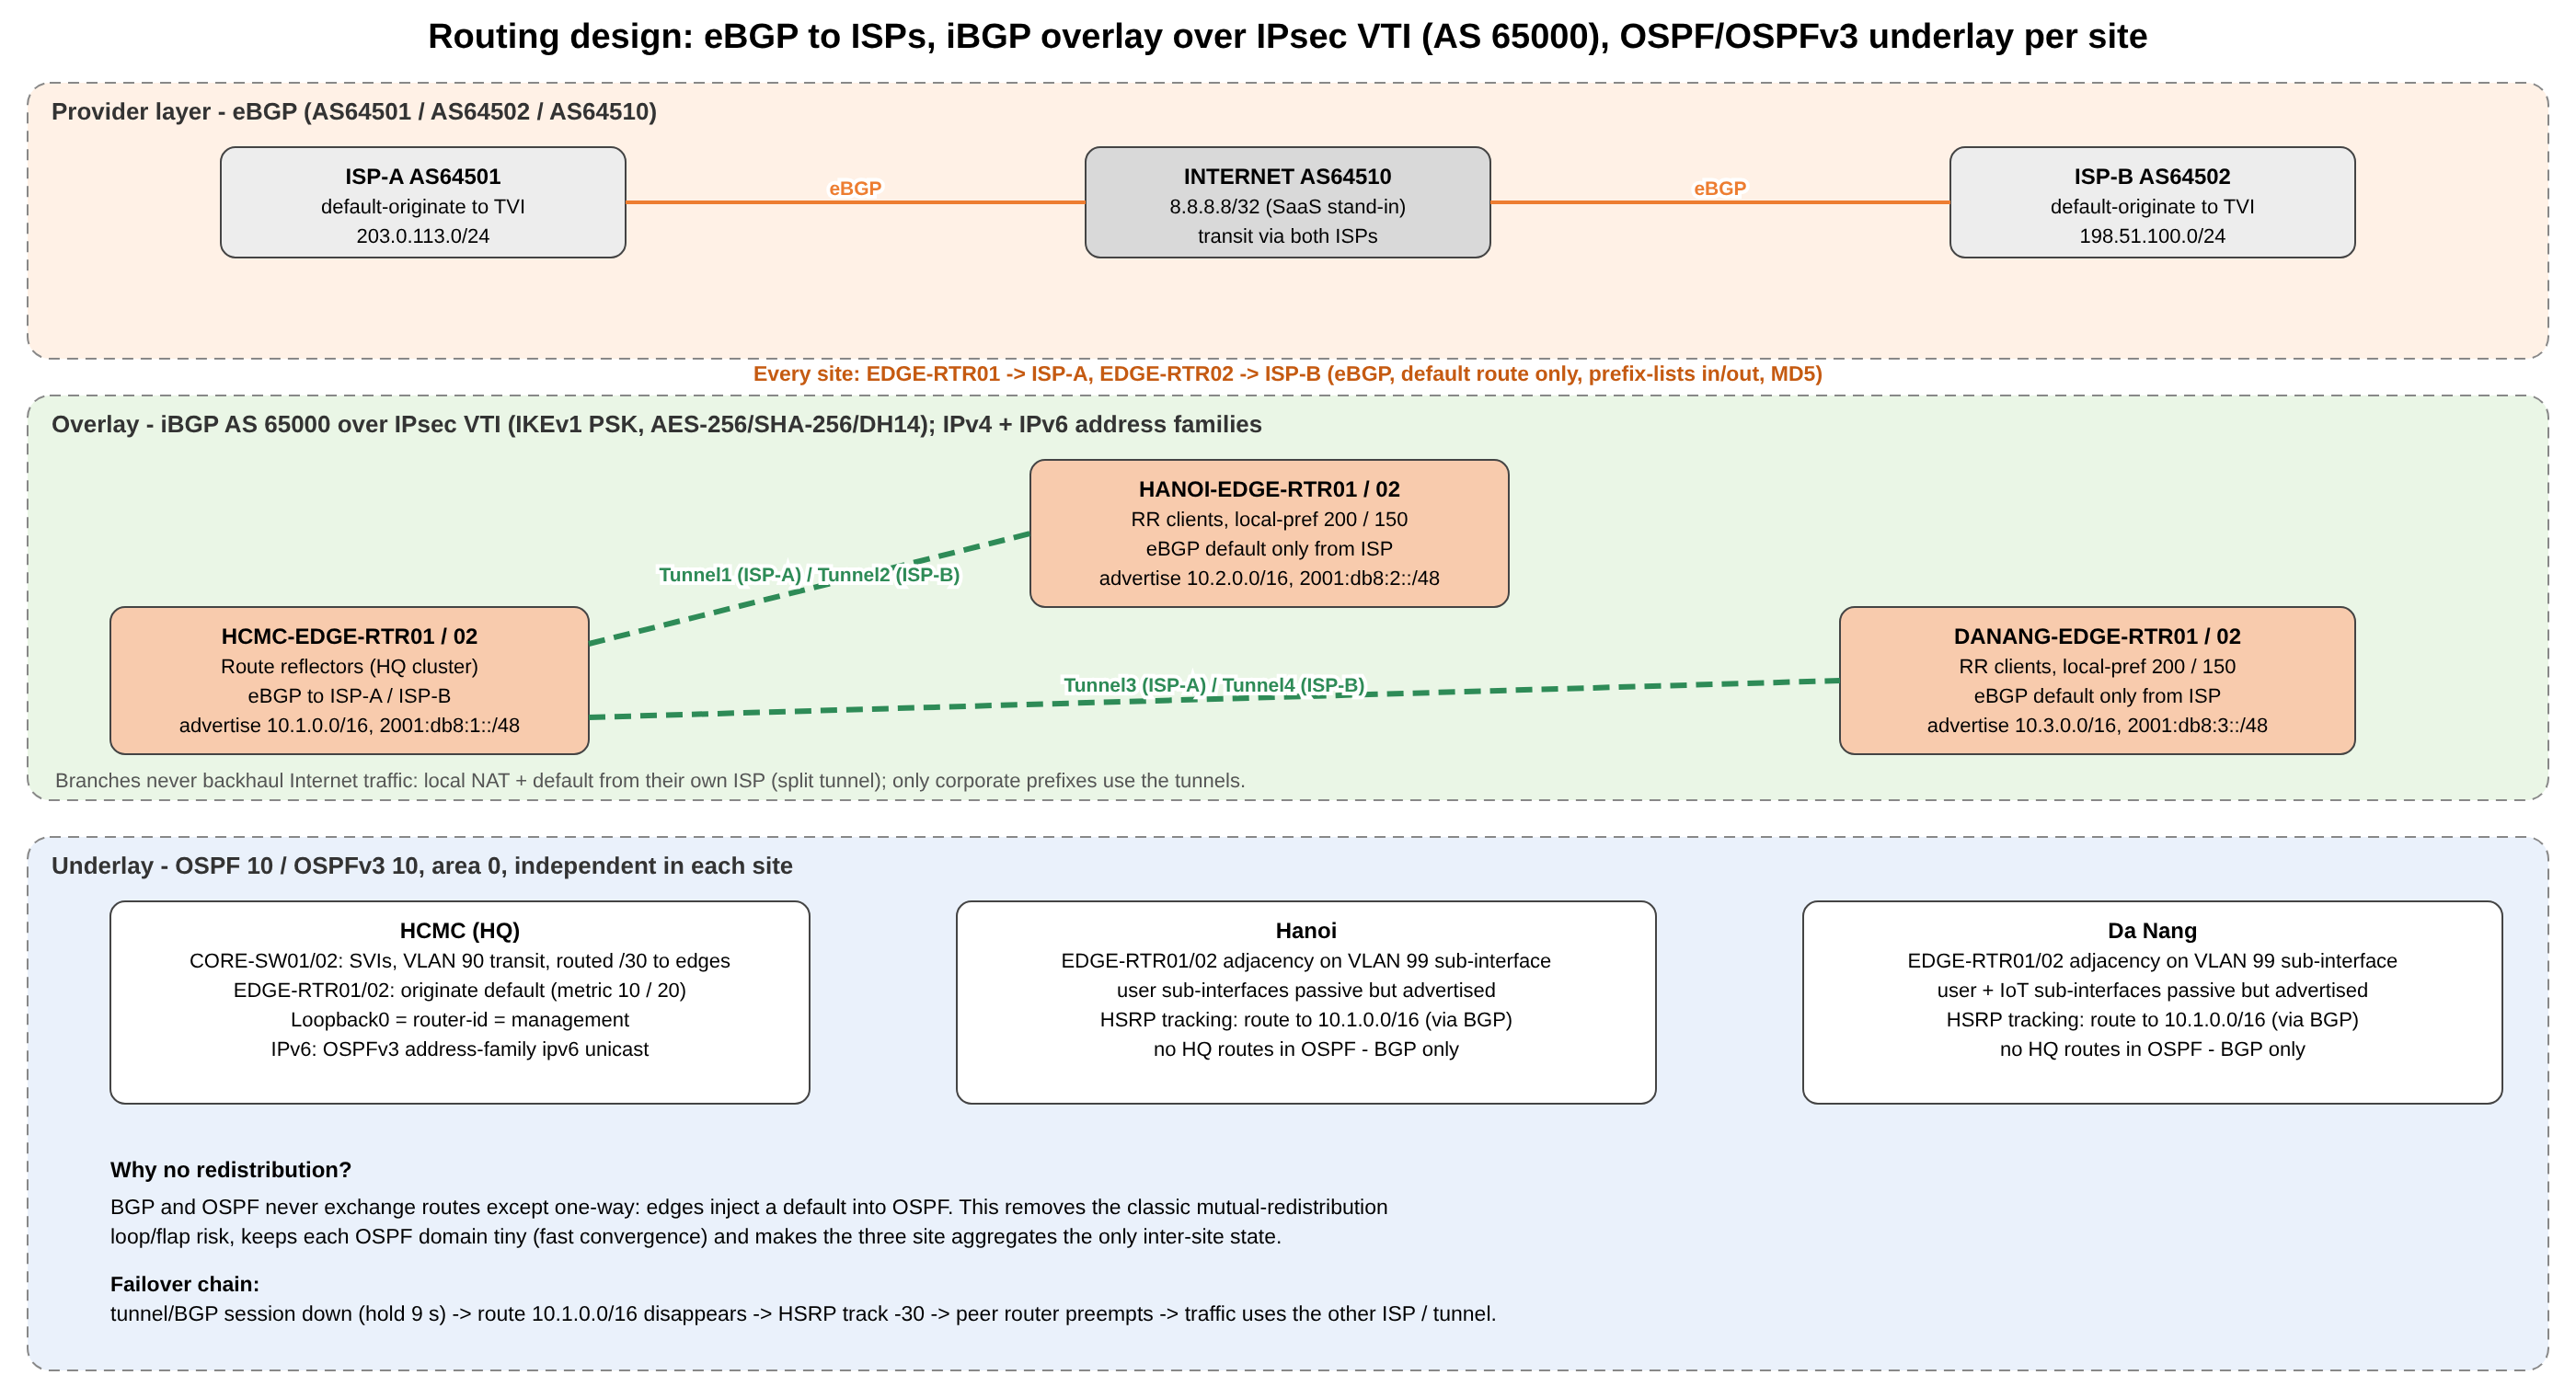 Routing design: eBGP to ISPs, iBGP overlay over IPsec VTI (AS 65000), OSPF/OSPFv3 underlay per site
Provider layer - eBGP (AS64501 / AS64502 / AS64510)
ISP-A AS64501
default-originate to TVI
203.0.113.0/24
eBGP
INTERNET AS64510
8.8.8.8/32 (SaaS stand-in)
transit via both ISPs
eBGP
ISP-B AS64502
default-originate to TVI
198.51.100.0/24
Every site: EDGE-RTR01 -> ISP-A, EDGE-RTR02 -> ISP-B (eBGP, default route only, prefix-lists in/out, MD5)
Overlay - iBGP AS 65000 over IPsec VTI (IKEv1 PSK, AES-256/SHA-256/DH14); IPv4 + IPv6 address families
HANOI-EDGE-RTR01 / 02
RR clients, local-pref 200 / 150
eBGP default only from ISP
advertise 10.2.0.0/16, 2001:db8:2::/48
Tunnel1 (ISP-A) / Tunnel2 (ISP-B)
HCMC-EDGE-RTR01 / 02
Route reflectors (HQ cluster)
eBGP to ISP-A / ISP-B
advertise 10.1.0.0/16, 2001:db8:1::/48
Tunnel3 (ISP-A) / Tunnel4 (ISP-B)
DANANG-EDGE-RTR01 / 02
RR clients, local-pref 200 / 150
eBGP default only from ISP
advertise 10.3.0.0/16, 2001:db8:3::/48
Branches never backhaul Internet traffic: local NAT + default from their own ISP (split tunnel); only corporate prefixes use the tunnels.
Underlay - OSPF 10 / OSPFv3 10, area 0, independent in each site
HCMC (HQ)
CORE-SW01/02: SVIs, VLAN 90 transit, routed /30 to edges
EDGE-RTR01/02: originate default (metric 10 / 20)
Loopback0 = router-id = management
IPv6: OSPFv3 address-family ipv6 unicast
Hanoi
EDGE-RTR01/02 adjacency on VLAN 99 sub-interface
user sub-interfaces passive but advertised
HSRP tracking: route to 10.1.0.0/16 (via BGP)
no HQ routes in OSPF - BGP only
Da Nang
EDGE-RTR01/02 adjacency on VLAN 99 sub-interface
user + IoT sub-interfaces passive but advertised
HSRP tracking: route to 10.1.0.0/16 (via BGP)
no HQ routes in OSPF - BGP only
Why no redistribution?
BGP and OSPF never exchange routes except one-way: edges inject a default into OSPF. This removes the classic mutual-redistribution
loop/flap risk, keeps each OSPF domain tiny (fast convergence) and makes the three site aggregates the only inter-site state.
Failover chain:
tunnel/BGP session down (hold 9 s) -> route 10.1.0.0/16 disappears -> HSRP track -30 -> peer router preempts -> traffic uses the other ISP / tunnel.